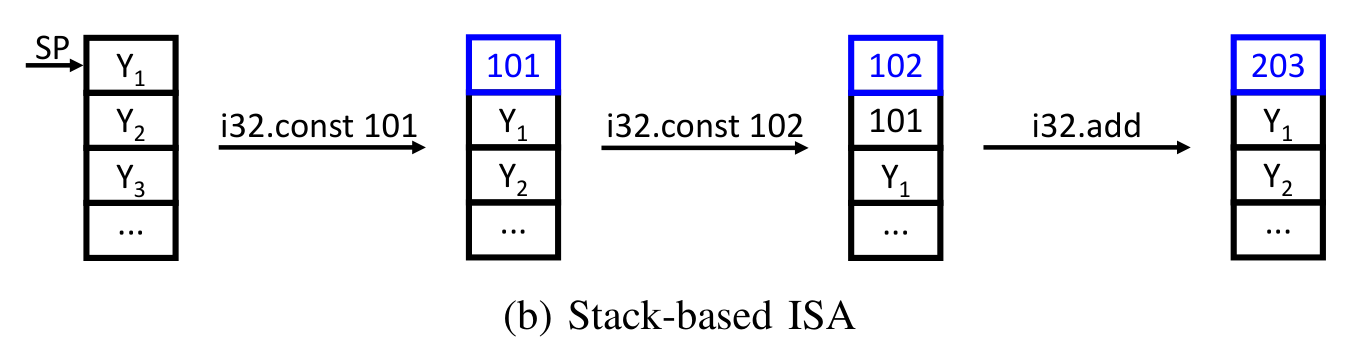 SP
Y₁ 101 102 203
Y₂ i32.const 101 Y₁ i32.const 102 101 i32.add Y₁
Y₃ Y₂ Y₁ Y₂
... ... ... ...
(b) Stack-based ISA